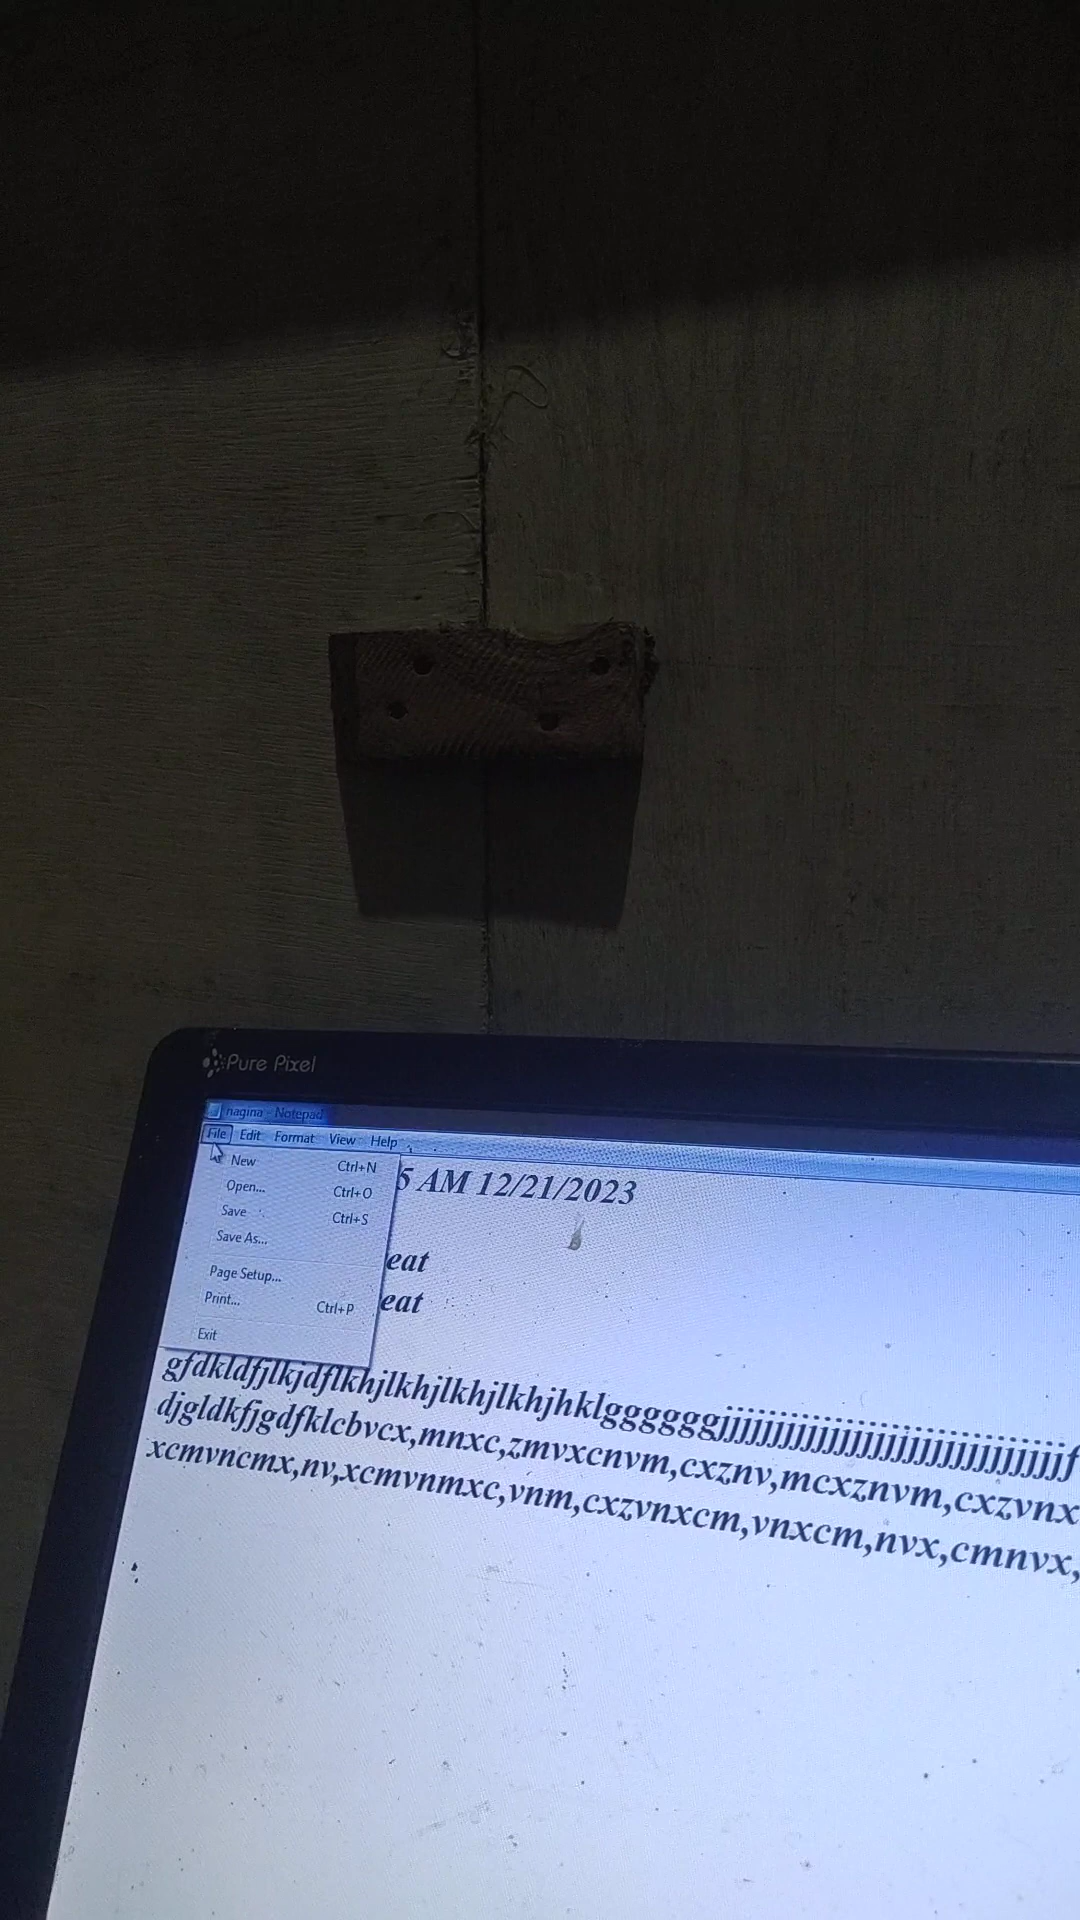 Pure Pixel
nagina - Notepad
File Edit Format View Help
New Ctrl+N
Open... Ctrl+O
Save Ctrl+S
Save As...
Page Setup...
Print... Ctrl+P
Exit
5 AM 12/21/2023
eat
eat
djgldkfjgdfklcbvcx,mnxc,zmvxcnvm,cxznv,mcxznvm,cxzvnx
xcmvncmx,nv,xcmvnmxc,vnm,cxzvnxcm,vnxcm,nvx,cmnvx,